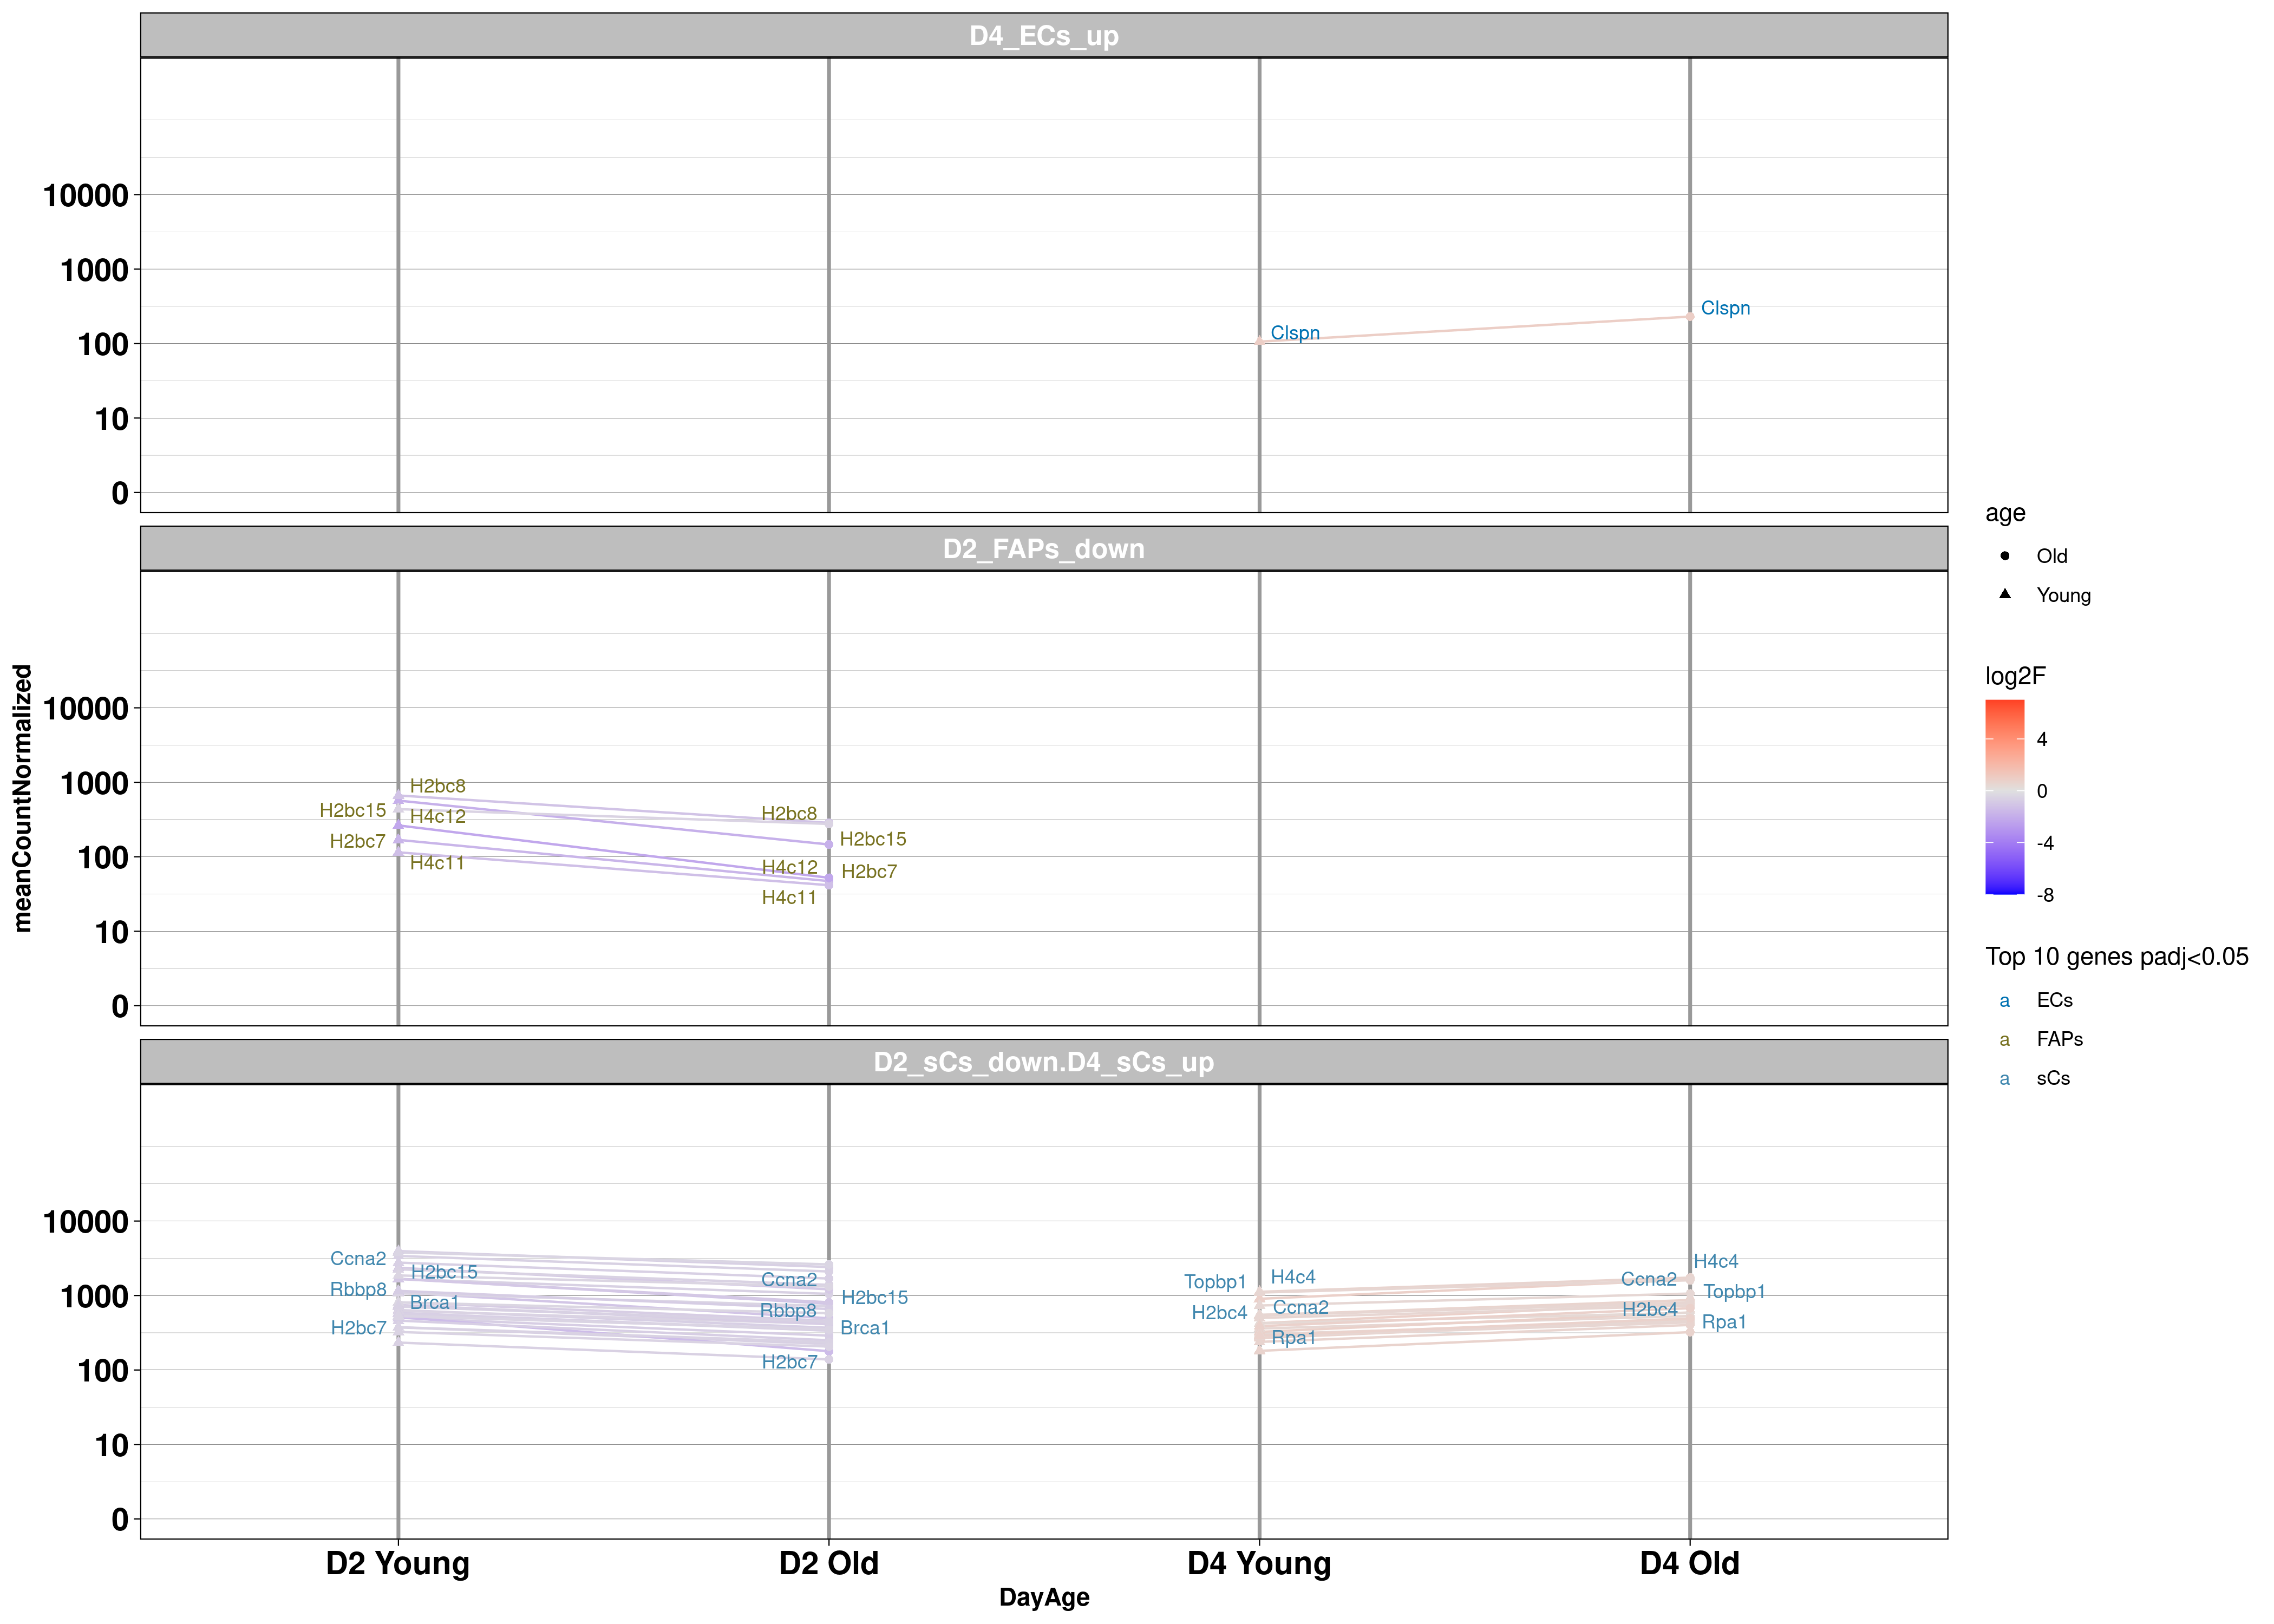 D4_ECs_up
10000
1000
100
10
0
Clspn
Clspn
D2_FAPs_down
meanCountNormalized
10000
1000
100
10
0
H2bc8
H2bc15
H4c12
H2bc7
H4c11
H2bc8
H2bc15
H4c12
H2bc7
H4c11
D2_sCs_down.D4_sCs_up
10000
1000
100
10
0
Ccna2
H2bc15
Rbbp8
Brca1
H2bc7
Ccna2
H2bc15
Rbbp8
Brca1
H2bc7
Topbp1
H4c4
H2bc4
Ccna2
Rpa1
H4c4
Ccna2
Topbp1
H2bc4
Rpa1
D2 Young
D2 Old
D4 Young
D4 Old
DayAge
age
Old
Young
log2F
4
0
-4
-8
Top 10 genes padj<0.05
a ECs
a FAPs
a sCs